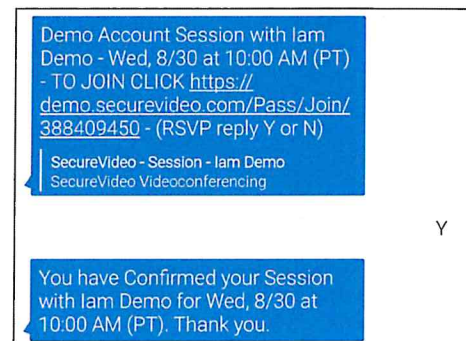 Demo Account Session with Iam
Demo - Wed, 8/30 at 10:00 AM (PT)
- TO JOIN CLICK https://
demo.securevideo.com/Pass/Join/
388409450 - (RSVP reply Y or N)
SecureVideo - Session - Iam Demo
SecureVideo Videoconferencing
Y
You have Confirmed your Session
with Iam Demo for Wed, 8/30 at
10:00 AM (PT). Thank you.